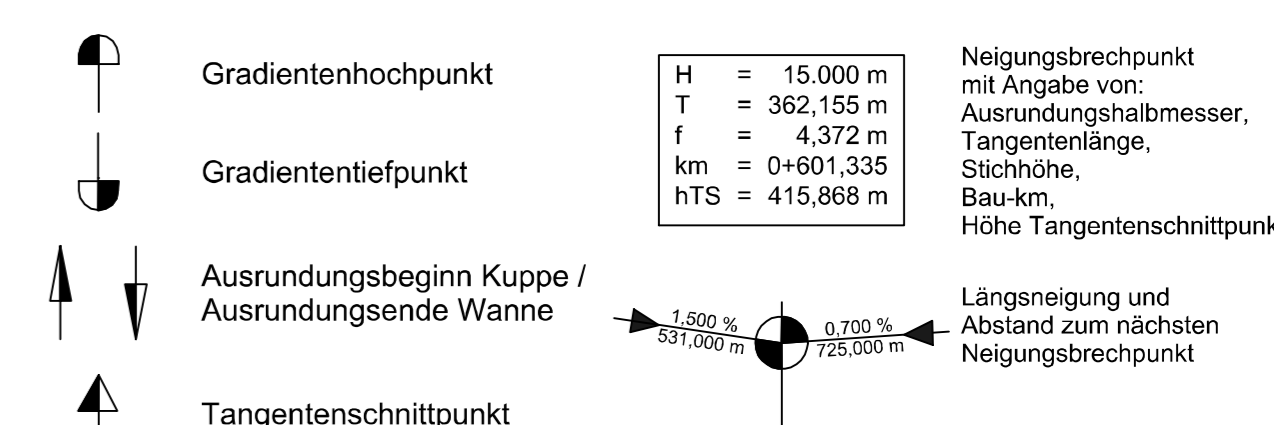 Gradientenhochpunkt
Gradiententiefpunkt
Ausrundungsbeginn Kuppe /
Ausrundungsende Wanne
Tangentenschnittpunkt
H = 15.000 m
T = 362,155 m
f = 4,372 m
km = 0+601,335
hTS = 415,868 m
Neigungsbrechpunkt
mit Angabe von:
Ausrundungshalbmesser,
Tangentenlänge,
Stichhöhe,
Bau-km,
Höhe Tangentenschnittpunk
1,500 %
531,000 m
0,700 %
725,000 m
Längsneigung und
Abstand zum nächsten
Neigungsbrechpunkt